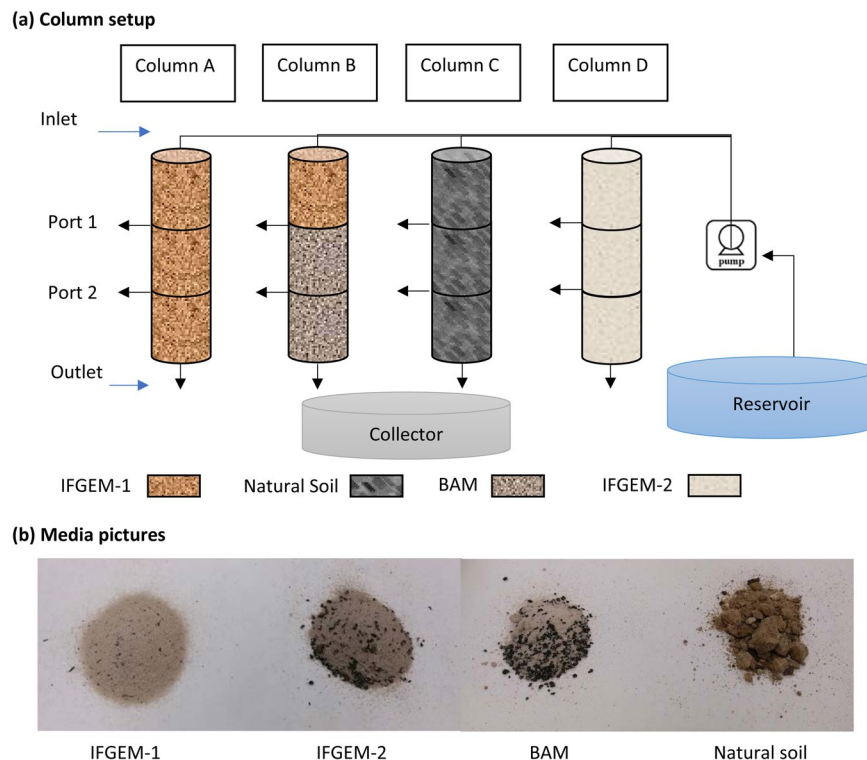 (a) Column setup
Column A
Column B
Column C
Column D
Inlet
Port 1
Port 2
Outlet
pump
Reservoir
Collector
IFGEM-1
Natural Soil
BAM
IFGEM-2
(b) Media pictures
IFGEM-1
IFGEM-2
BAM
Natural soil